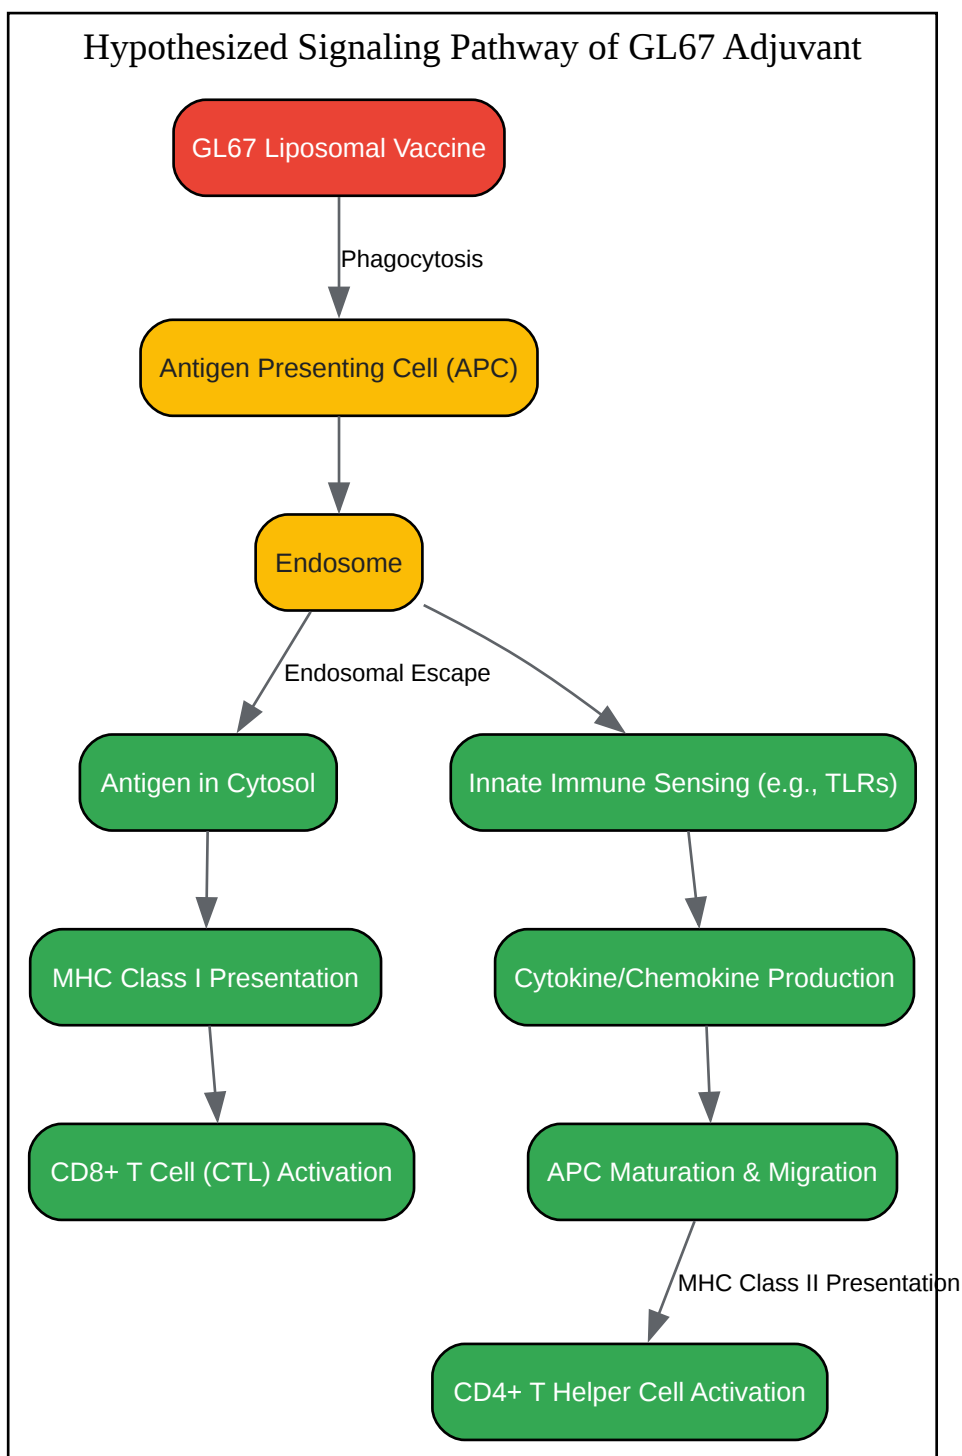 Hypothesized Signaling Pathway of GL67 Adjuvant
GL67 Liposomal Vaccine
Phagocytosis
Antigen Presenting Cell (APC)
Endosome
Endosomal Escape
Antigen in Cytosol
Innate Immune Sensing (e.g., TLRs)
MHC Class I Presentation
Cytokine/Chemokine Production
CD8+ T Cell (CTL) Activation
APC Maturation & Migration
MHC Class II Presentation
CD4+ T Helper Cell Activation